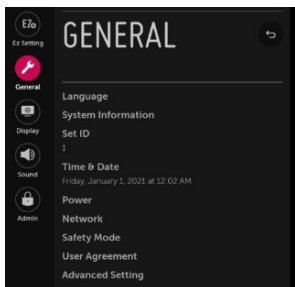 EZo
Ez Setting
GENERAL
General
Language
System Information
Display
Set ID
1
Time & Date
Friday, January 1, 2021 at 12:02 AM
Sound
Power
Network
Admin
Safety Mode
User Agreement
Advanced Setting